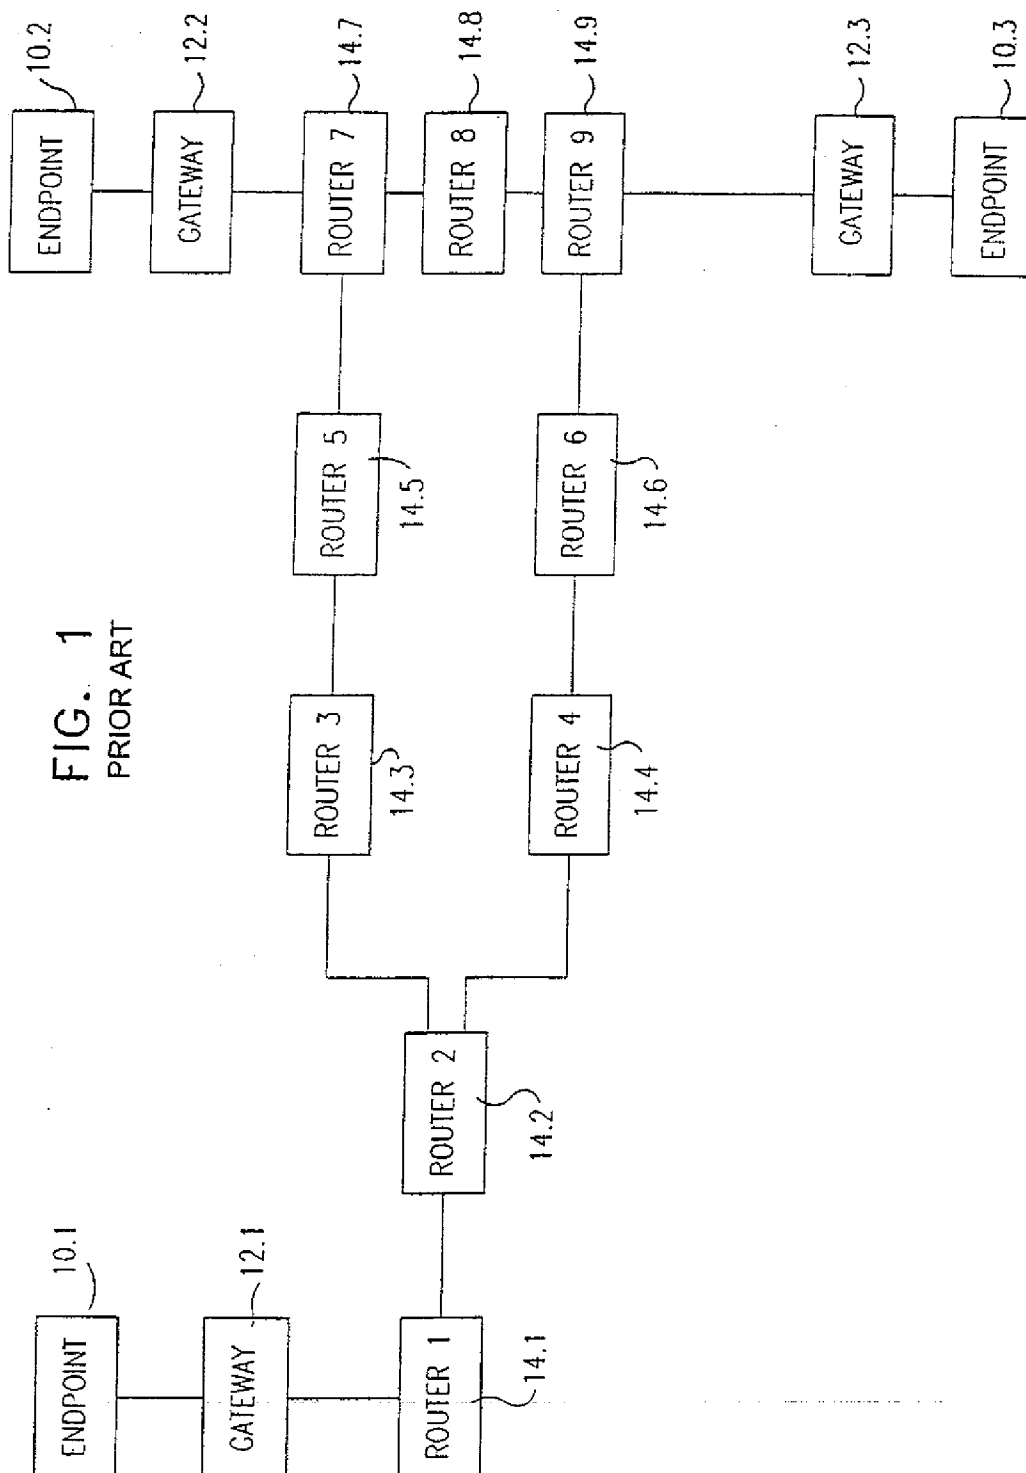 FIG. 1
PRIOR ART
ENDPOINT
10.1
GATEWAY
12.1
ROUTER 1
14.1
ROUTER 2
14.2
ROUTER 3
14.3
ROUTER 4
14.4
ROUTER 5
14.5
ROUTER 6
14.6
ENDPOINT
10.2
GATEWAY
12.2
ROUTER 7
14.7
ROUTER 8
14.8
ROUTER 9
14.9
GATEWAY
12.3
ENDPOINT
10.3